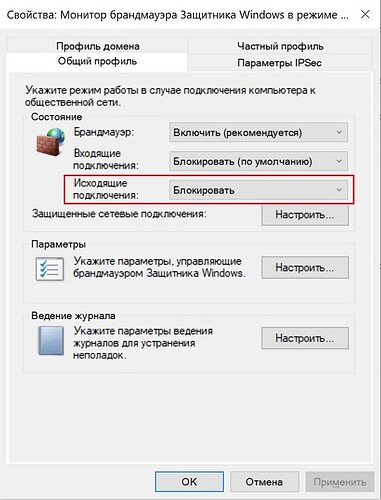 Свойства: Монитор брандмауэра Защитника Windows в режиме ...
Профиль домена
Частный профиль
Общий профиль
Параметры IPSec
Укажите режим работы в случае подключения компьютера к
общественной сети.
Состояние
Брандмауэр:
Включить (рекомендуется)
Входящие
подключения:
Блокировать (по умолчанию)
Исходящие
подключения:
Блокировать
Защищенные сетевые подключения:
Настроить...
Параметры
Укажите параметры, управляющие
брандмауэром Защитника Windows.
Настроить...
Ведение журнала
Укажите параметры ведения
журналов для устранения
неполадок.
Настроить...
OK
Отмена
Применить